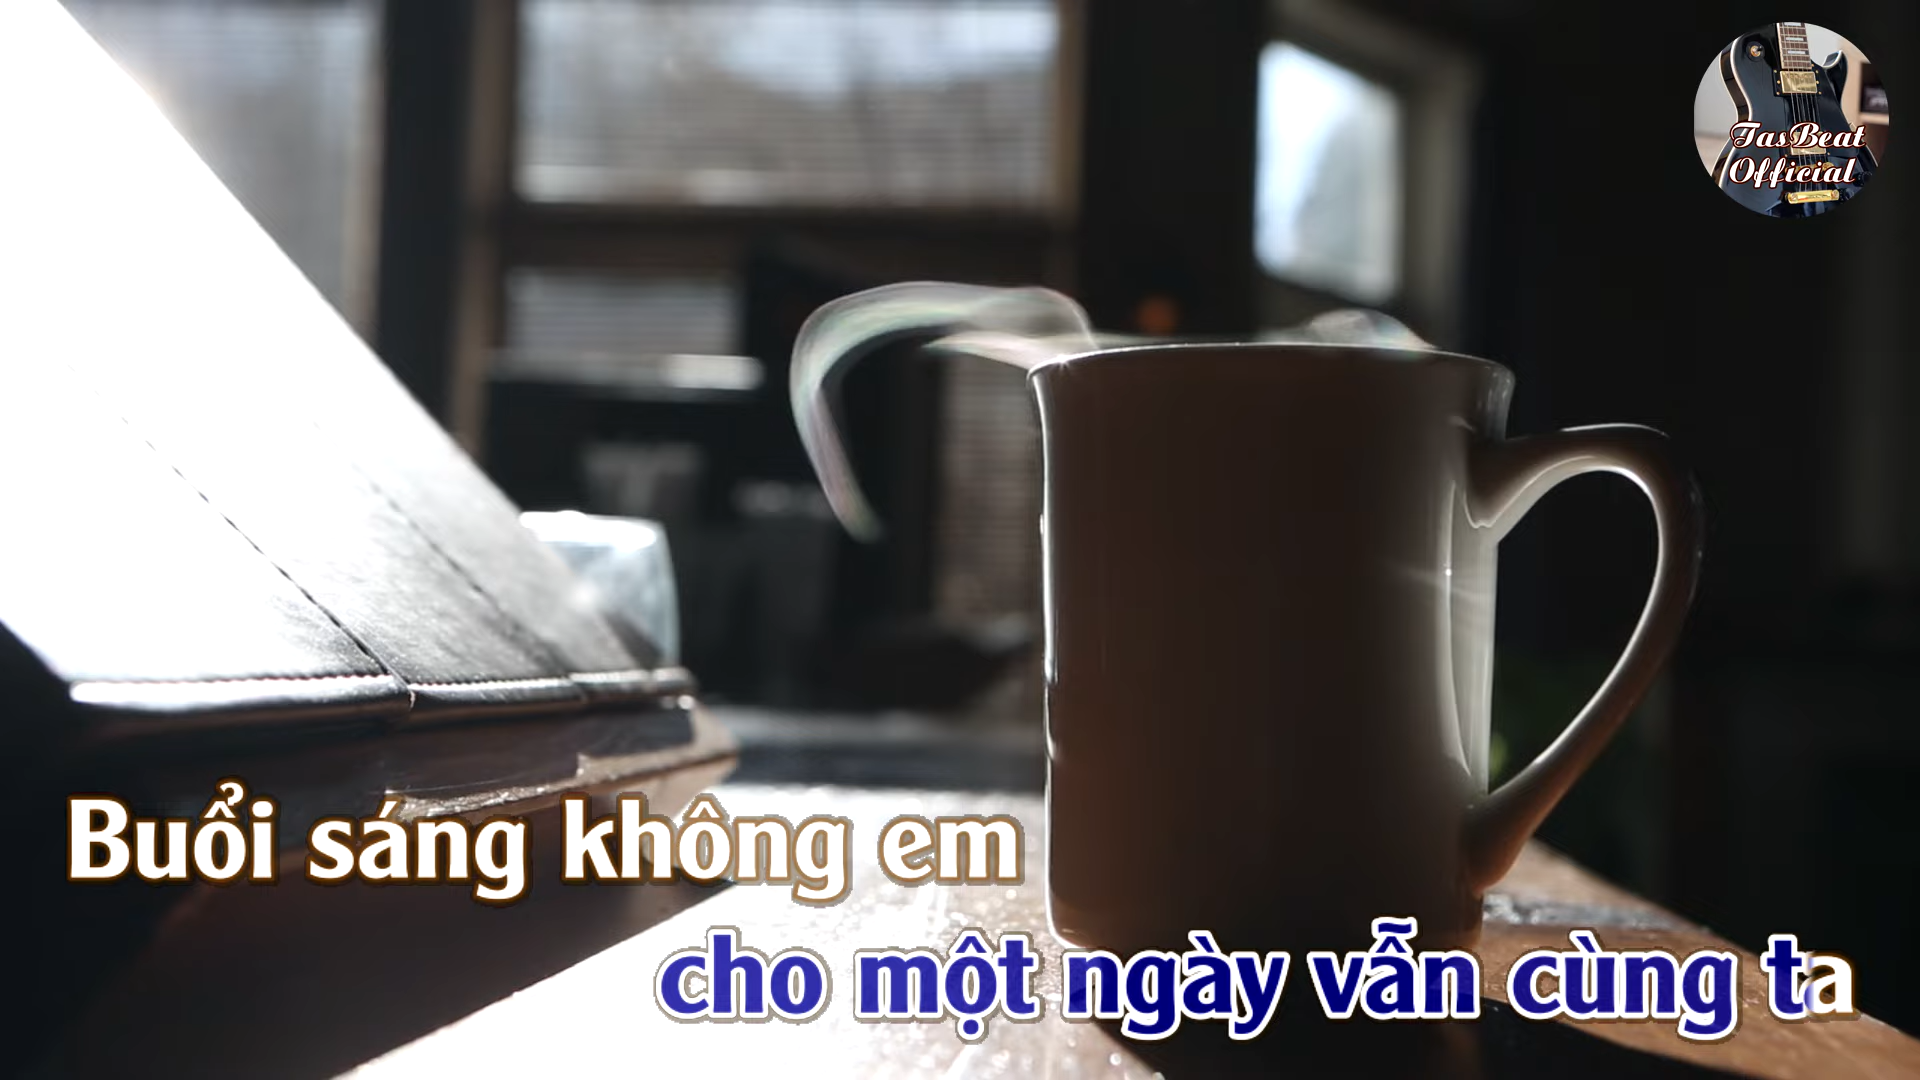 TasBeat
Official
Buổi sáng không em
cho một ngày vẫn cùng ta